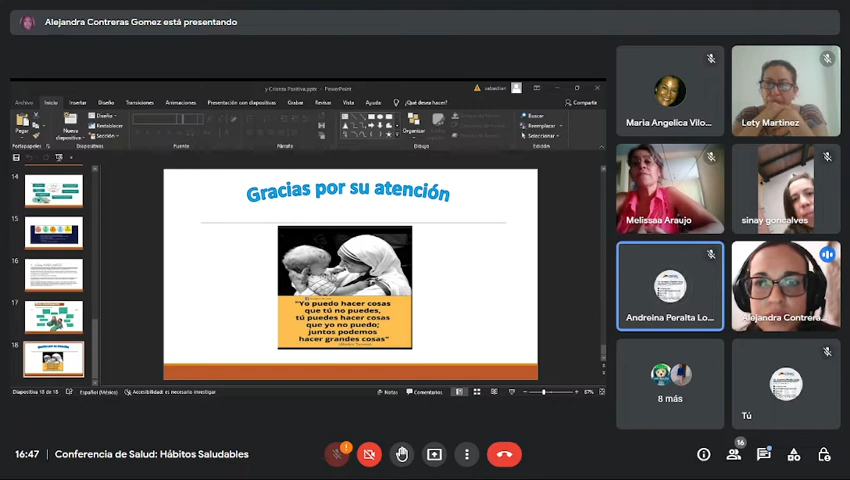 Alejandra Contreras Gomez está presentando
y Crianza Positiva.pptx - PowerPoint
sebastian
Archivo Inicio Insertar Diseño Transiciones Animaciones Presentación con diapositivas Grabar Revisar Vista Ayuda ¿Qué desea hacer?
Compartir
Pegar
Nueva
diapositiva
Diseño
Restablecer
Sección
Organizar
Buscar
Reemplazar
Seleccionar
Portapapeles
Diapositivas
Fuente
Párrafo
Dibujo
Edición
14
15
16
17
18
Gracias por su atención
"Yo puedo hacer cosas
que tú no puedes,
tú puedes hacer cosas
que yo no puedo;
juntos podemos
hacer grandes cosas"
Diapositiva 18 de 18
Español (México)
Accesibilidad: es necesario investigar
Notas
Comentarios
67%
Maria Angelica Vilo...
Lety Martinez
Melissaa Araujo
sinay goncalves
Andreina Peralta Lo...
Alejandra Contrera...
8 más
Tú
16:47
Conferencia de Salud: Hábitos Saludables
16